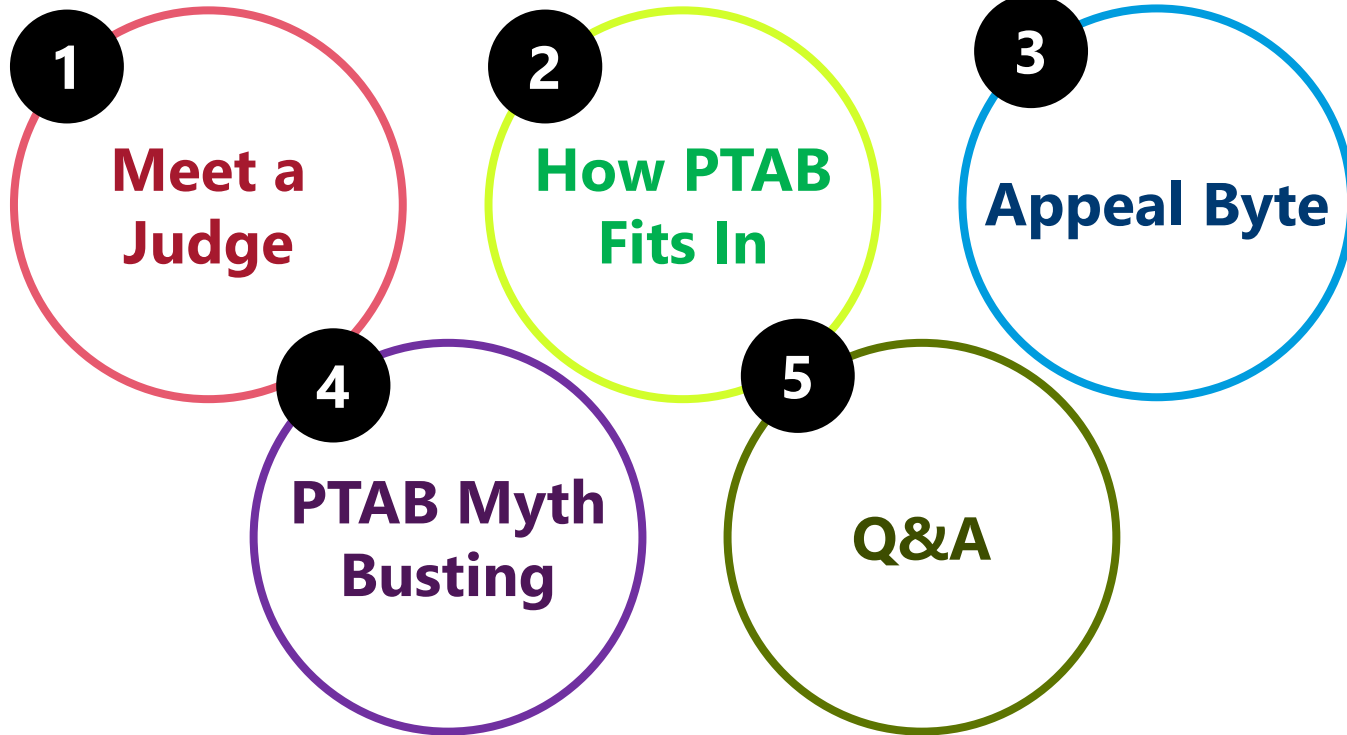 1
Meet a
Judge
2
How PTAB
Fits In
3
Appeal Byte
4
PTAB Myth
Busting
5
Q&A